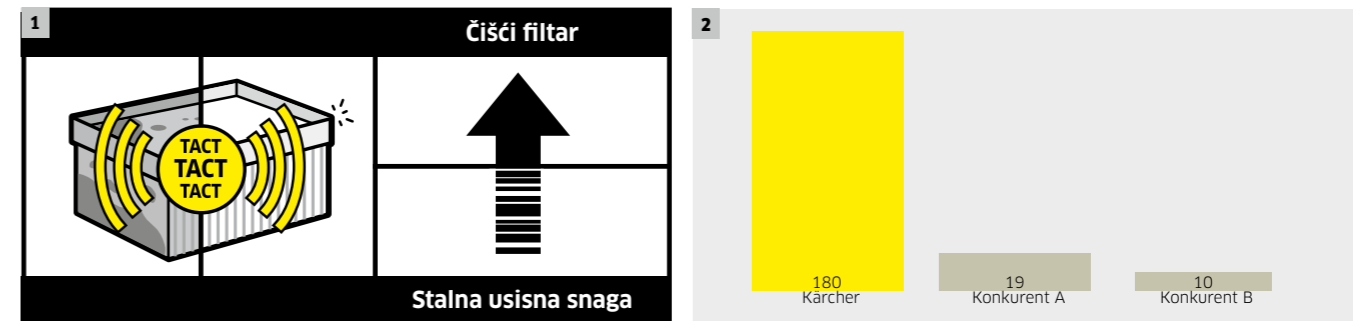 1
Čišći filtar
TACT
TACT
TACT
Stalna usisna snaga
2
180
Kärcher
19
Konkurent A
10
Konkurent B